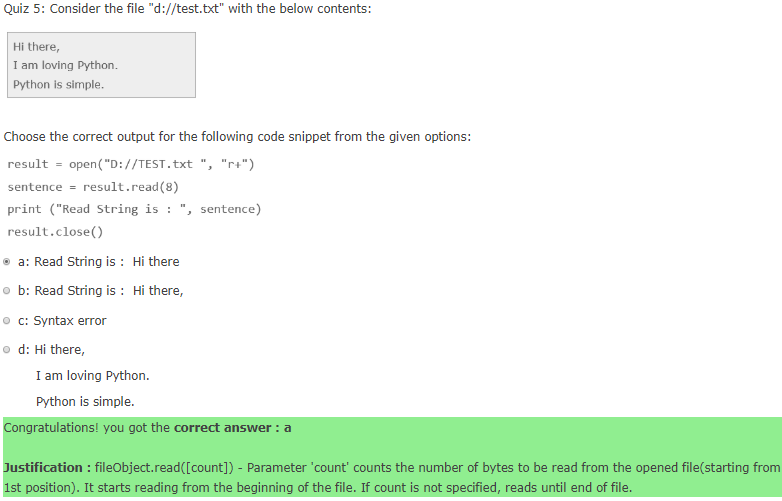 Quiz 5: Consider the file "d://test.txt" with the below contents:
Hi there,
I am loving Python.
Python is simple.
Choose the correct output for the following code snippet from the given options:
result = open("D://TEST.txt ", "r+")
sentence = result.read(8)
print ("Read String is : ", sentence)
result.close()
a: Read String is :  Hi there
b: Read String is :  Hi there,
c: Syntax error
d: Hi there,
I am loving Python.
Python is simple.
Congratulations! you got the correct answer : a
Justification : fileObject.read([count]) - Parameter 'count' counts the number of bytes to be read from the opened file(starting from
1st position). It starts reading from the beginning of the file. If count is not specified, reads until end of file.